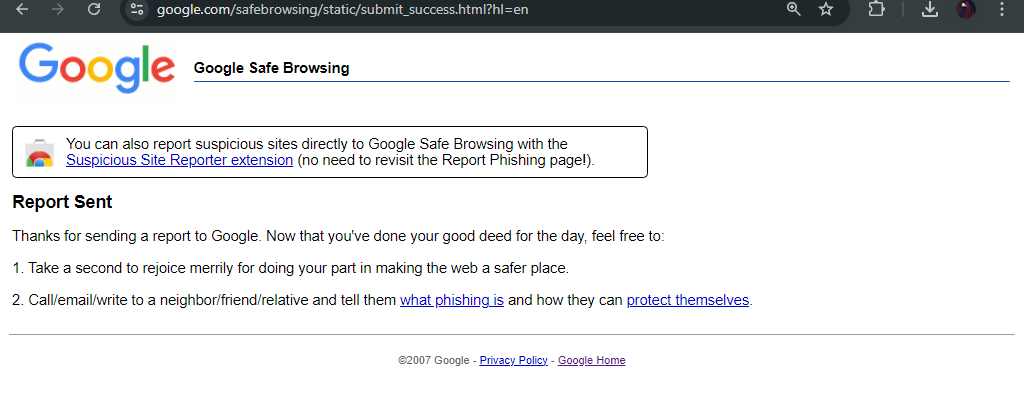 google.com/safebrowsing/static/submit_success.html?hl=en
Google
Google Safe Browsing
You can also report suspicious sites directly to Google Safe Browsing with the
Suspicious Site Reporter extension (no need to revisit the Report Phishing page!).
Report Sent
Thanks for sending a report to Google. Now that you've done your good deed for the day, feel free to:
1. Take a second to rejoice merrily for doing your part in making the web a safer place.
2. Call/email/write to a neighbor/friend/relative and tell them what phishing is and how they can protect themselves.
©2007 Google - Privacy Policy - Google Home